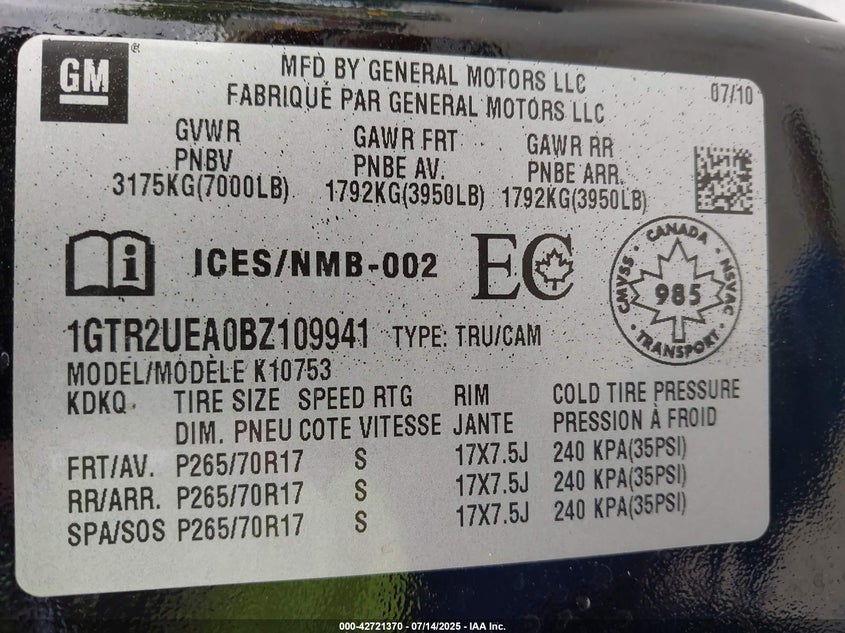 GM
®
MFD BY GENERAL MOTORS LLC
FABRIQUÉ PAR GENERAL MOTORS LLC
07/10
GVWR GAWR FRT GAWR RR
PNBV PNBE AV. PNBE ARR.
3175KG(7000LB) 1792KG(3950LB) 1792KG(3950LB)
i ICES/NMB-002 EC
CANADA
CMVSS 985 NSVAC
TRANSPORT
1GTR2UEA0BZ109941 TYPE: TRU/CAM
MODEL/MODÈLE K10753
KDKQ TIRE SIZE SPEED RTG RIM COLD TIRE PRESSURE
DIM. PNEU COTE VITESSE JANTE PRESSION À FROID
FRT/AV. P265/70R17 S 17X7.5J 240 KPA(35PSI)
RR/ARR. P265/70R17 S 17X7.5J 240 KPA(35PSI)
SPA/SOS P265/70R17 S 17X7.5J 240 KPA(35PSI)
000-42721370 - 07/14/2025 - IAA Inc.